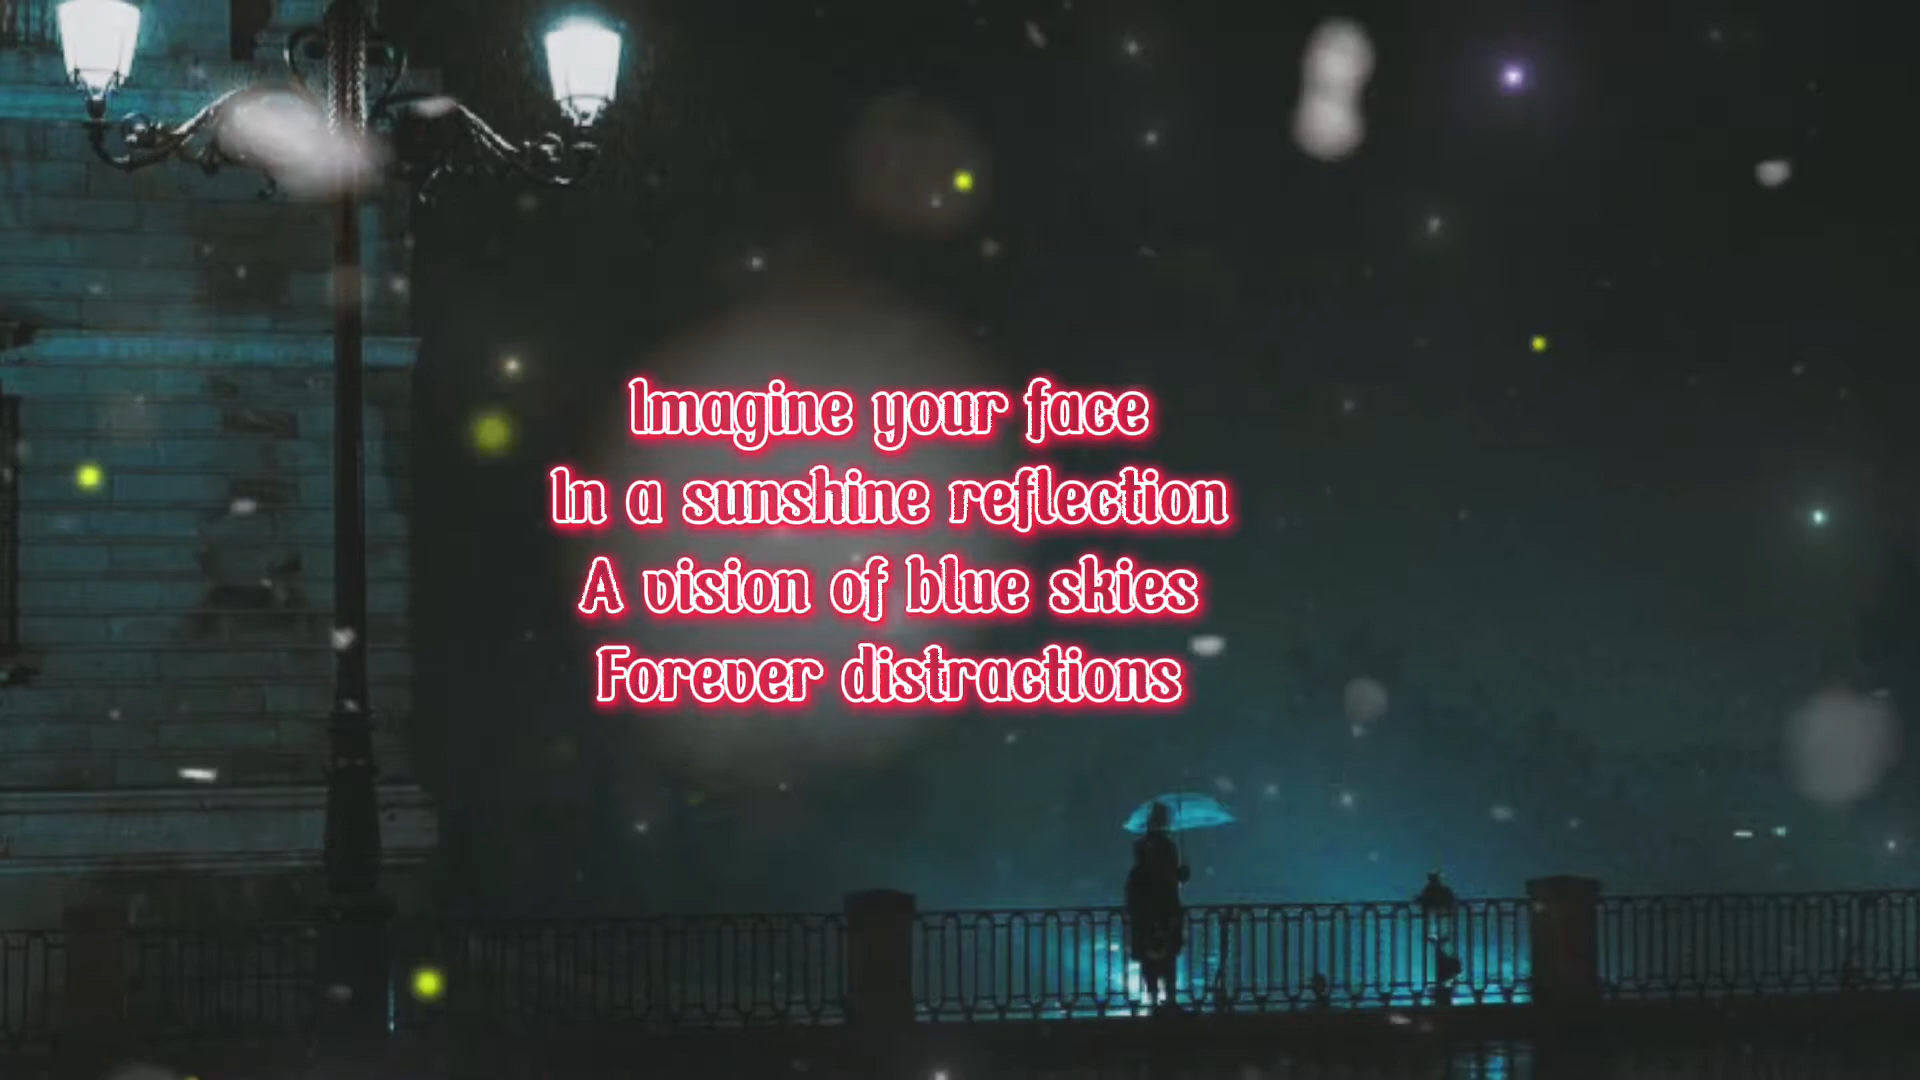 Imagine your face
In a sunshine reflection
A vision of blue skies
Forever distractions